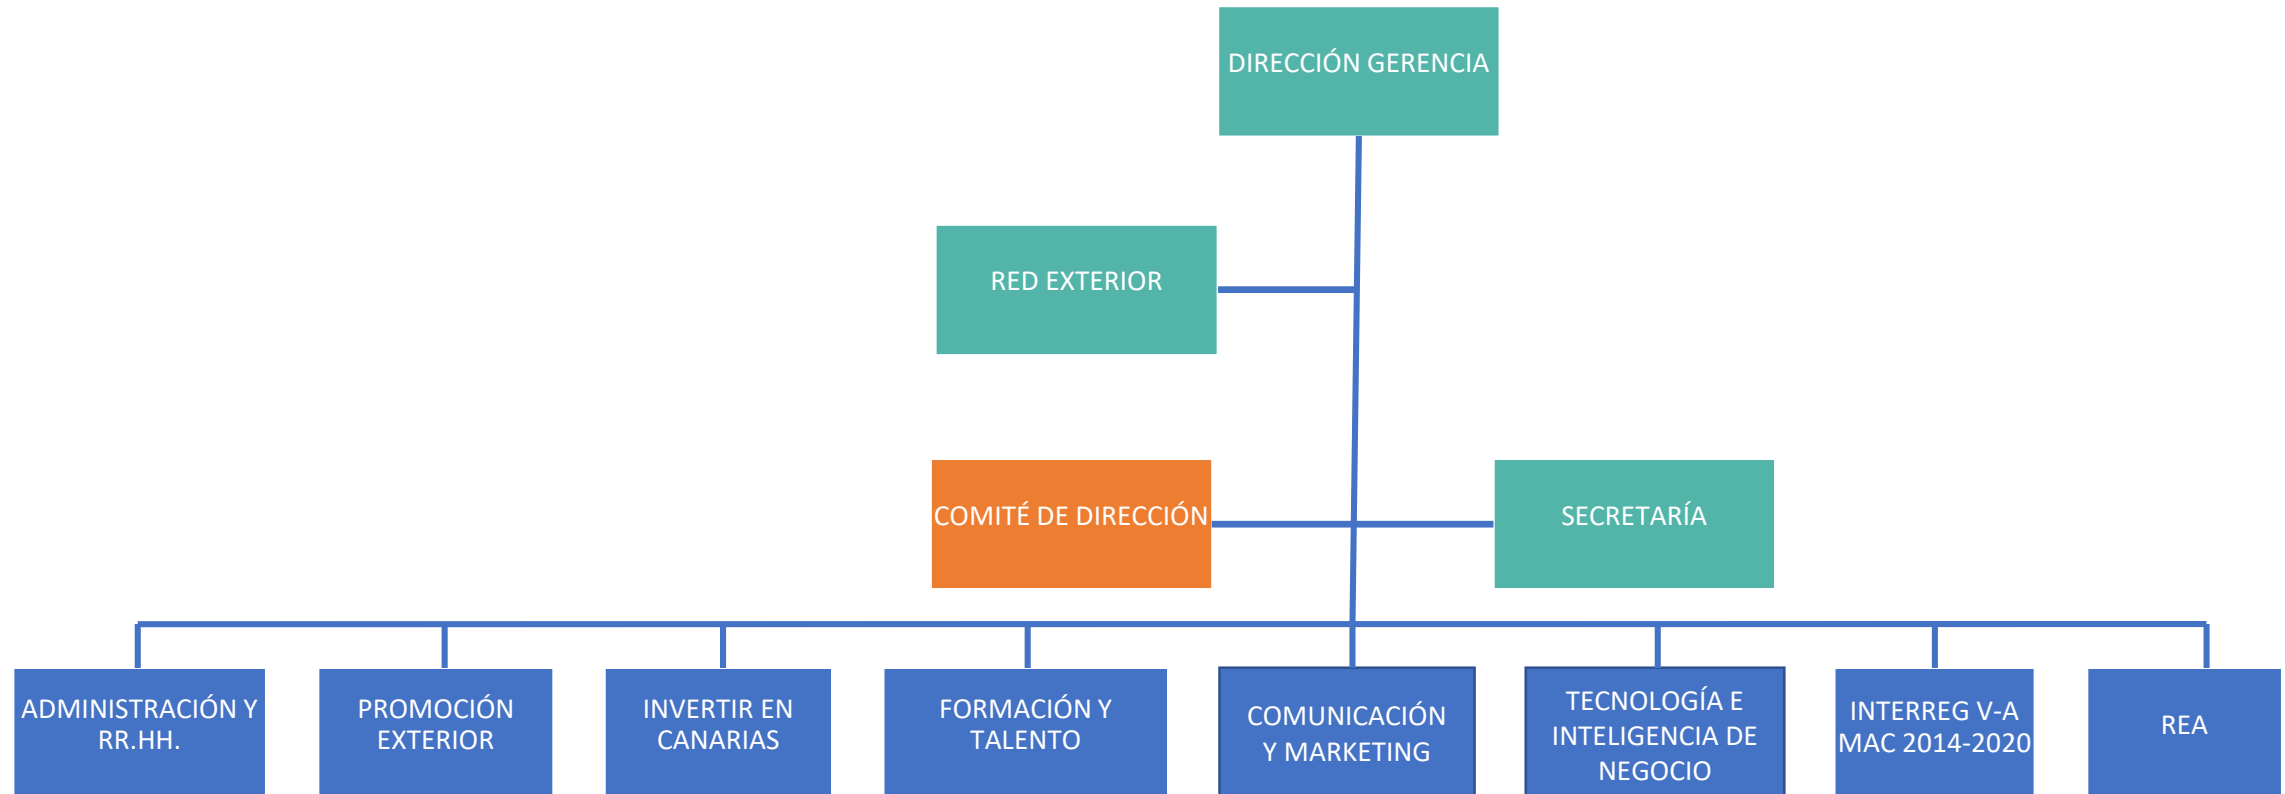 DIRECCIÓN GERENCIA
RED EXTERIOR
COMITÉ DE DIRECCIÓN
SECRETARÍA
ADMINISTRACIÓN Y
RR.HH.
PROMOCIÓN
EXTERIOR
INVERTIR EN
CANARIAS
FORMACIÓN Y
TALENTO
COMUNICACIÓN
Y MARKETING
TECNOLOGÍA E
INTELIGENCIA DE
NEGOCIO
INTERREG V-A
MAC 2014-2020
REA